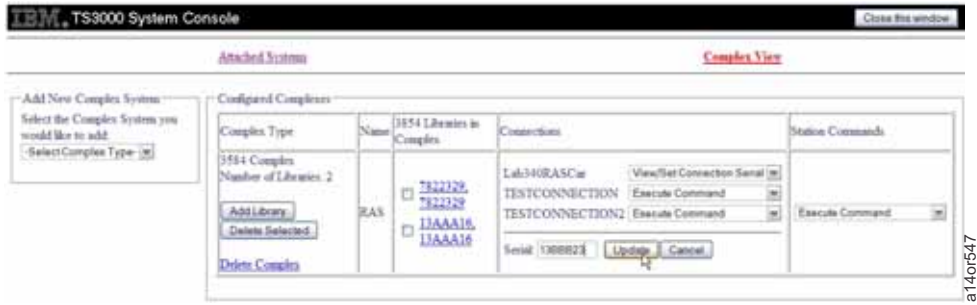 IBM. TS3000 System Console
Close this window
Attached Systems
Complex View
Add New Complex System
Select the Complex System you
would like to add:
-Select Complex Type-
Configured Complexes
Complex Type
Name
3854 Libraries in
Complex
Connections
Station Commands
3584 Complex
Number of Libraries: 2
Add Library
Delete Selected
Delete Complex
RAS
7822329,
7822329
13AAA16,
13AAA16
Lab340RASCar
View/Set Connection Serial
TESTCONNECTION
Execute Command
TESTCONNECTION2
Execute Command
Serial: 13BBB23
Update
Cancel
Execute Command
a14or547